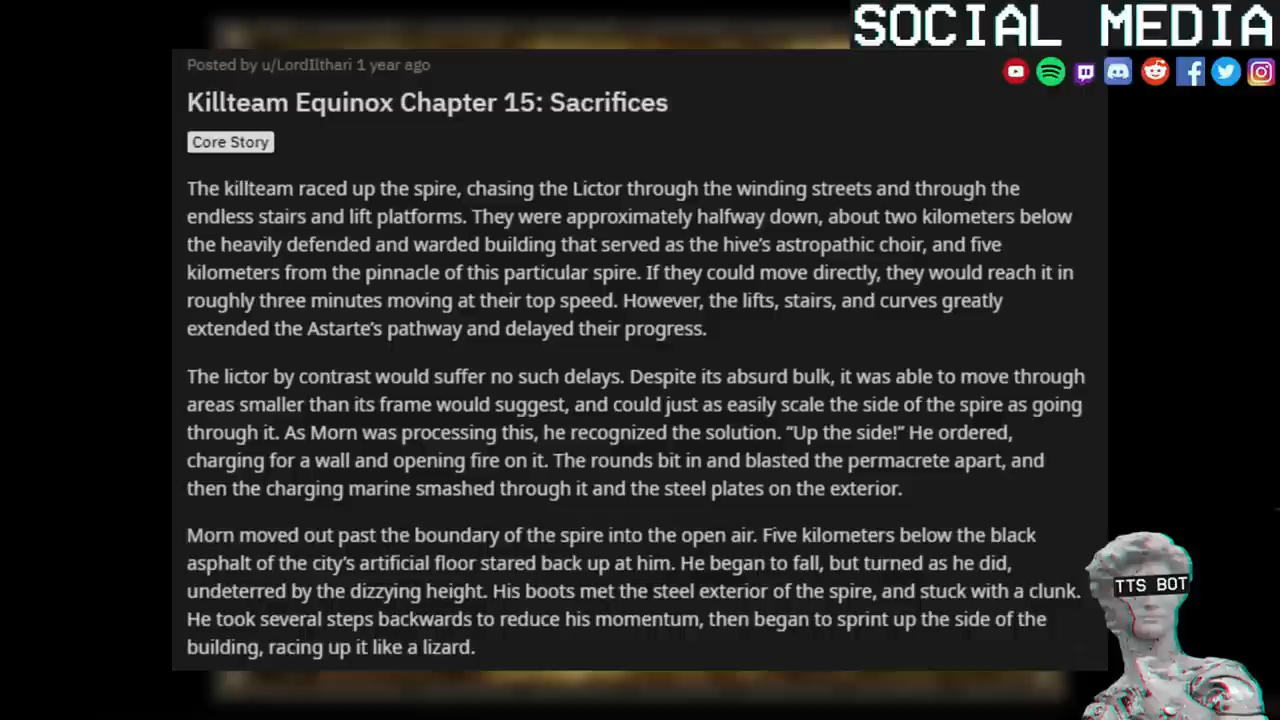 SOCIAL MEDIA
Posted by u/LordIlthari 1 year ago
Killteam Equinox Chapter 15: Sacrifices
Core Story
The killteam raced up the spire, chasing the Lictor through the winding streets and through the
endless stairs and lift platforms. They were approximately halfway down, about two kilometers below
the heavily defended and warded building that served as the hive’s astropathic choir, and five
kilometers from the pinnacle of this particular spire. If they could move directly, they would reach it in
roughly three minutes moving at their top speed. However, the lifts, stairs, and curves greatly
extended the Astarte’s pathway and delayed their progress.
The lictor by contrast would suffer no such delays. Despite its absurd bulk, it was able to move through
areas smaller than its frame would suggest, and could just as easily scale the side of the spire as going
through it. As Morn was processing this, he recognized the solution. “Up the side!” He ordered,
charging for a wall and opening fire on it. The rounds bit in and blasted the permacrete apart, and
then the charging marine smashed through it and the steel plates on the exterior.
Morn moved out past the boundary of the spire into the open air. Five kilometers below the black
asphalt of the city’s artificial floor stared back up at him. He began to fall, but turned as he did,
undeterred by the dizzying height. His boots met the steel exterior of the spire, and stuck with a clunk.
He took several steps backwards to reduce his momentum, then began to sprint up the side of the
building, racing up it like a lizard.
TTS BOT